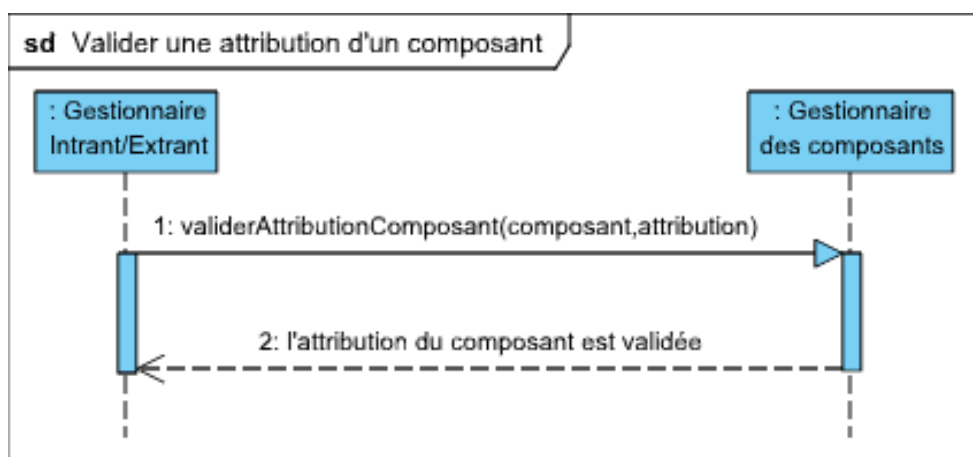 sd Valider une attribution d'un composant
: Gestionnaire
Intrant/Extrant
: Gestionnaire
des composants
1: validerAttributionComposant(composant,attribution)
2: l'attribution du composant est validée